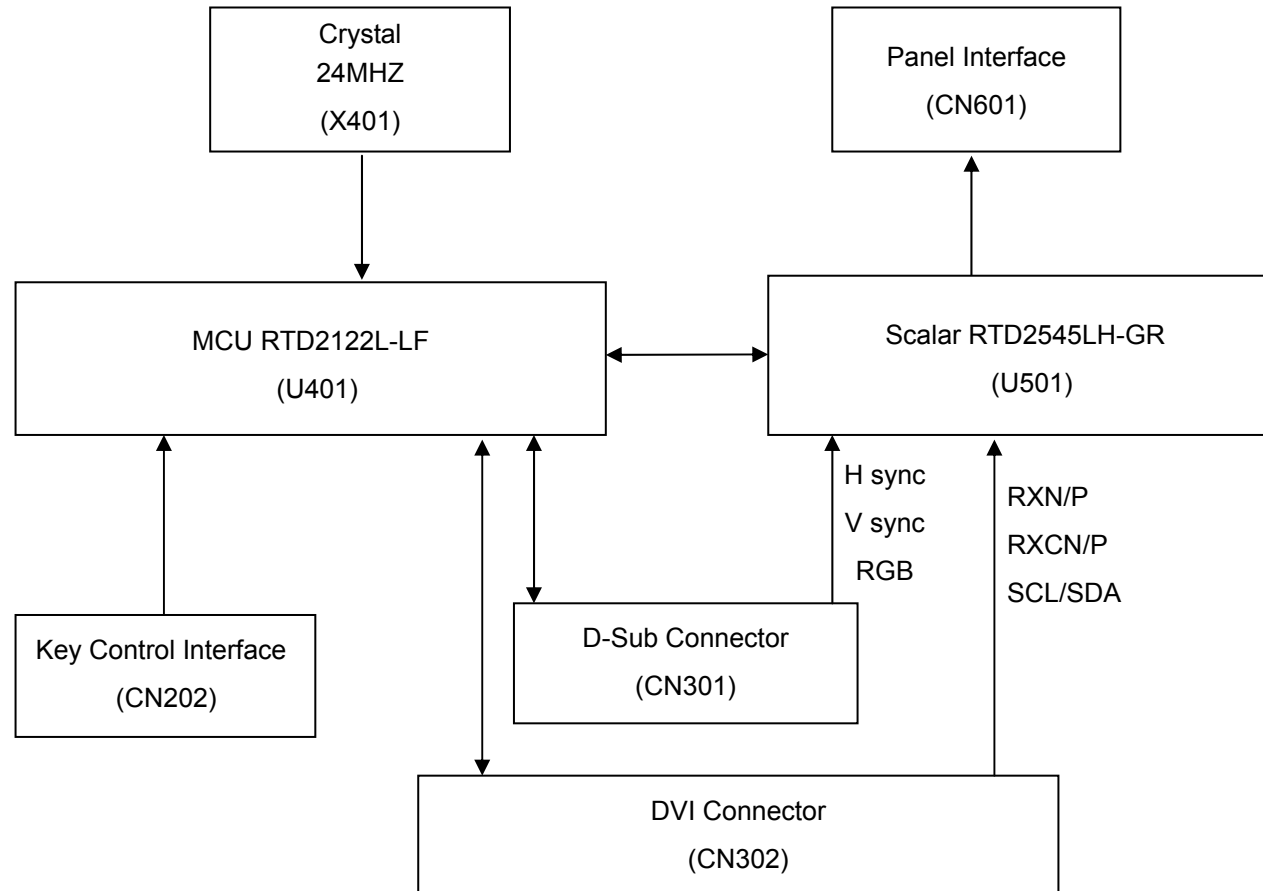 Crystal
24MHZ
(X401)
Panel Interface
(CN601)
MCU RTD2122L-LF
(U401)
Scalar RTD2545LH-GR
(U501)
H sync
V sync
RGB
RXN/P
RXCN/P
SCL/SDA
Key Control Interface
(CN202)
D-Sub Connector
(CN301)
DVI Connector
(CN302)